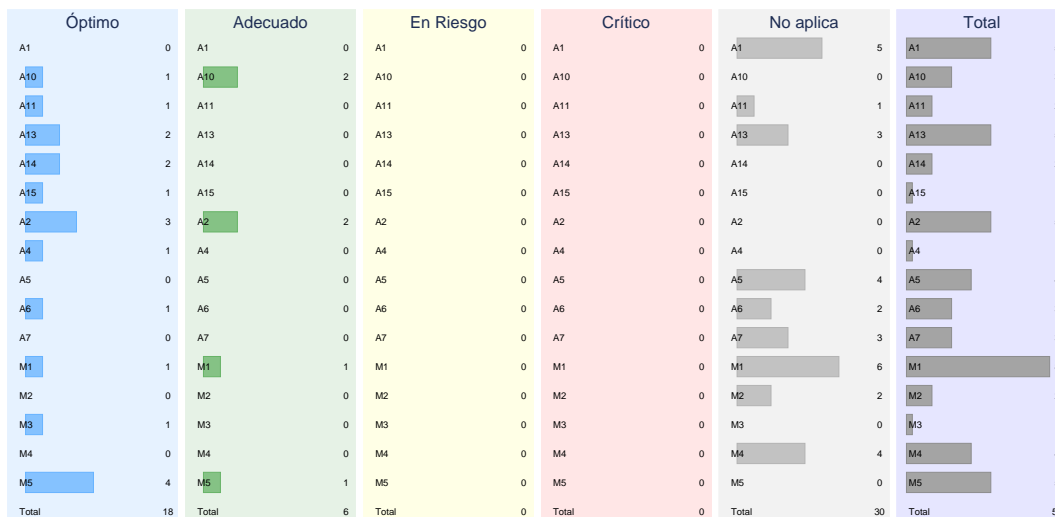 Óptimo Adecuado En Riesgo Crítico No aplica Total
A1 0 A1 0 A1 0 A1 0 A1 5 A1
A10 1 A10 2 A10 0 A10 0 A10 0 A10
A11 1 A11 0 A11 0 A11 0 A11 1 A11
A13 2 A13 0 A13 0 A13 0 A13 3 A13
A14 2 A14 0 A14 0 A14 0 A14 0 A14
A15 1 A15 0 A15 0 A15 0 A15 0 A15
A2 3 A2 2 A2 0 A2 0 A2 0 A2
A4 1 A4 0 A4 0 A4 0 A4 0 A4
A5 0 A5 0 A5 0 A5 0 A5 4 A5
A6 1 A6 0 A6 0 A6 0 A6 2 A6
A7 0 A7 0 A7 0 A7 0 A7 3 A7
M1 1 M1 1 M1 0 M1 0 M1 6 M1
M2 0 M2 0 M2 0 M2 0 M2 2 M2
M3 1 M3 0 M3 0 M3 0 M3 0 M3
M4 0 M4 0 M4 0 M4 0 M4 4 M4
M5 4 M5 1 M5 0 M5 0 M5 0 M5
Total 18 Total 6 Total 0 Total 0 Total 30 Total